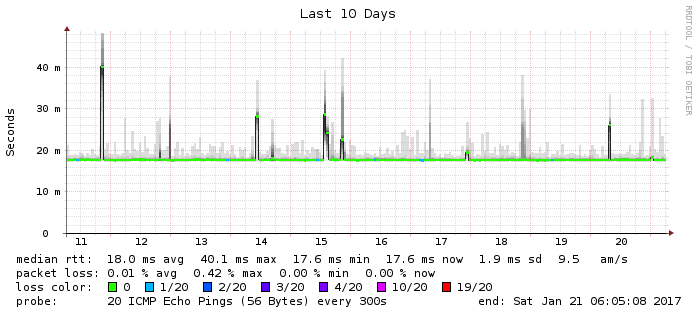 Last 10 Days
RRDTOOL / TOBI OETIKER
Seconds
40 m
30 m
20 m
10 m
0
11 12 13 14 15 16 17 18 19 20
median rtt: 18.0 ms avg 40.1 ms max 17.6 ms min 17.6 ms now 1.9 ms sd 9.5 am/s
packet loss: 0.01 % avg 0.42 % max 0.00 % min 0.00 % now
loss color: 0 1/20 2/20 3/20 4/20 10/20 19/20
probe: 20 ICMP Echo Pings (56 Bytes) every 300s end: Sat Jan 21 06:05:08 2017